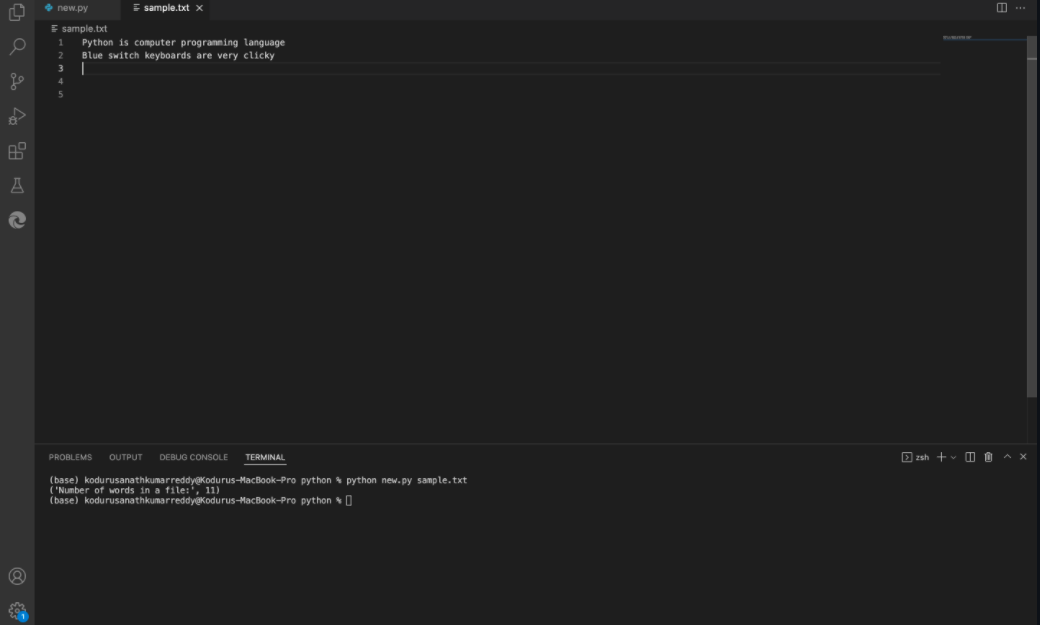 new.py
sample.txt
sample.txt
1 Python is computer programming language
2 Blue switch keyboards are very clicky
3
4
5
PROBLEMS OUTPUT DEBUG CONSOLE TERMINAL zsh
(base) kodurusanathkumarreddy@Kodurus-MacBook-Pro python % python new.py sample.txt
('Number of words in a file:', 11)
(base) kodurusanathkumarreddy@Kodurus-MacBook-Pro python %
1